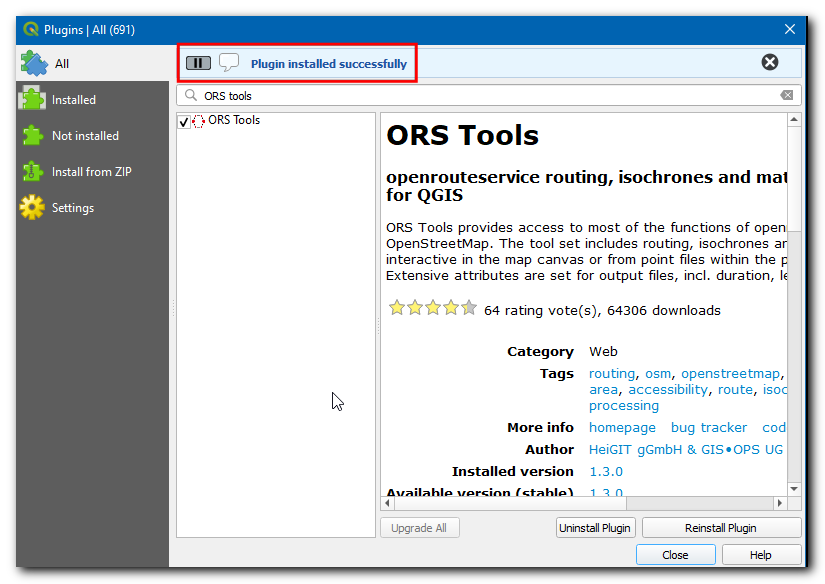 Plugins | All (691)
All
Installed
Not installed
Install from ZIP
Settings
Plugin installed successfully
ORS tools
ORS Tools
ORS Tools
openrouteservice routing, isochrones and mat
for QGIS
ORS Tools provides access to most of the functions of open
OpenStreetMap. The tool set includes routing, isochrones an
interactive in the map canvas or from point files within the p
Extensive attributes are set for output files, incl. duration, le
64 rating vote(s), 64306 downloads
Category Web
Tags routing, osm, openstreetmap,
area, accessibility, route, isoc
processing
More info homepage bug tracker cod
Author HeiGIT gGmbH & GIS•OPS UG
Installed version 1.3.0
Available version (stable) 1.3.0
Upgrade All
Uninstall Plugin
Reinstall Plugin
Close
Help